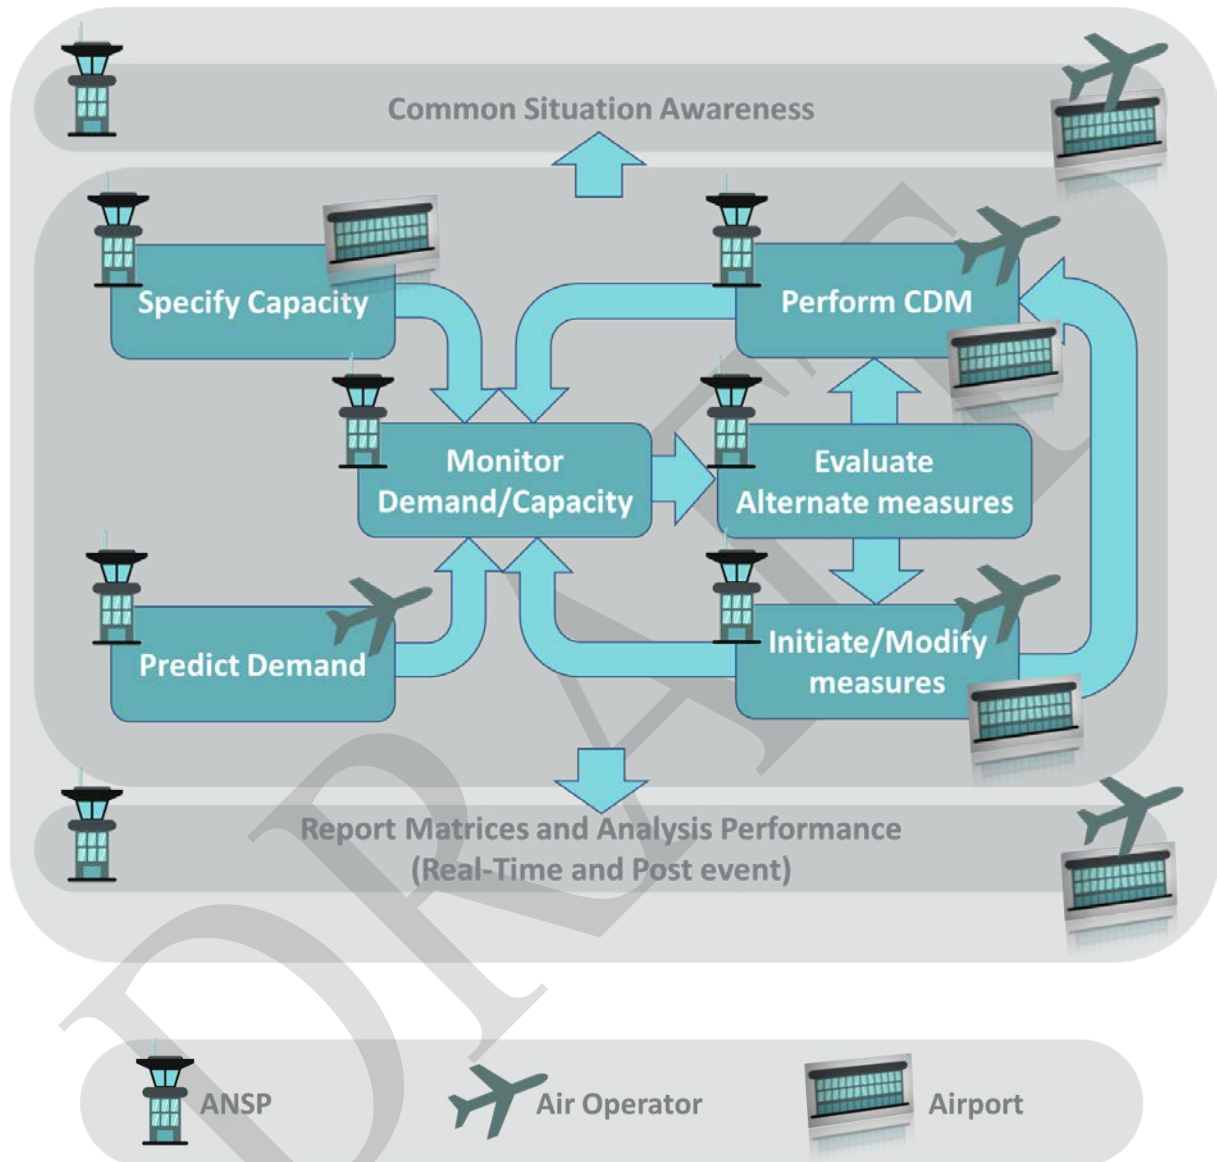 Common Situation Awareness
Specify Capacity
Perform CDM
Monitor
Demand/Capacity
Evaluate
Alternate measures
Predict Demand
Initiate/Modify
measures
Report Matrices and Analysis Performance
(Real-Time and Post event)
ANSP
Air Operator
Airport
DRAFT